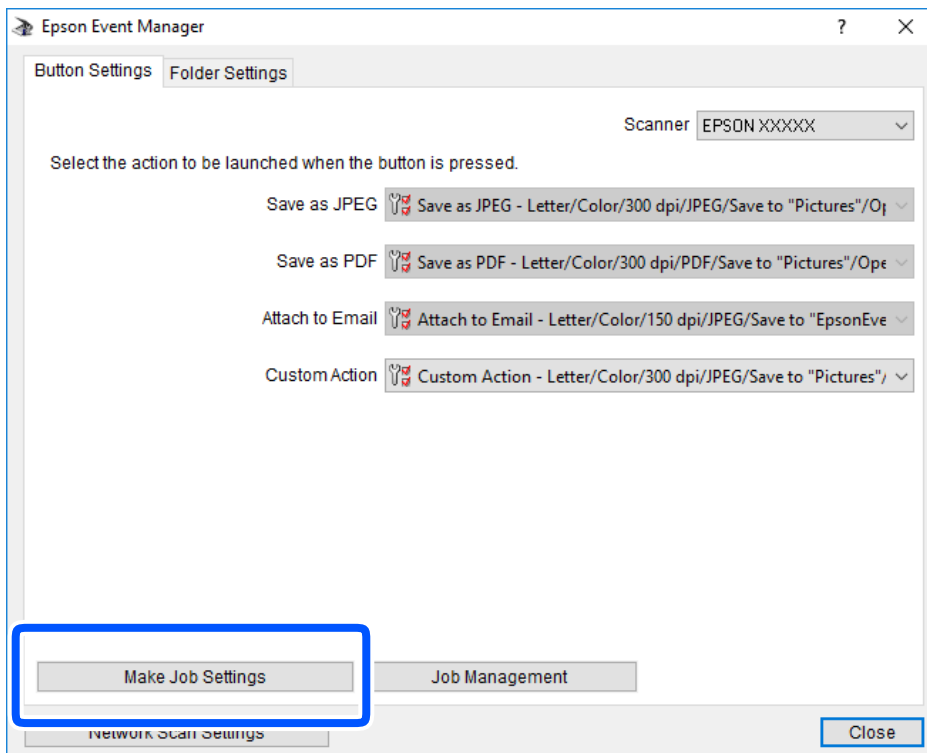 Epson Event Manager
Button Settings Folder Settings
Scanner EPSON XXXXX
Select the action to be launched when the button is pressed.
Save as JPEG Save as JPEG - Letter/Color/300 dpi/JPEG/Save to "Pictures"/Op
Save as PDF Save as PDF - Letter/Color/300 dpi/PDF/Save to "Pictures"/Ope
Attach to Email Attach to Email - Letter/Color/150 dpi/JPEG/Save to "EpsonEve
Custom Action Custom Action - Letter/Color/300 dpi/JPEG/Save to "Pictures"/
Make Job Settings Job Management
Network Scan Settings Close